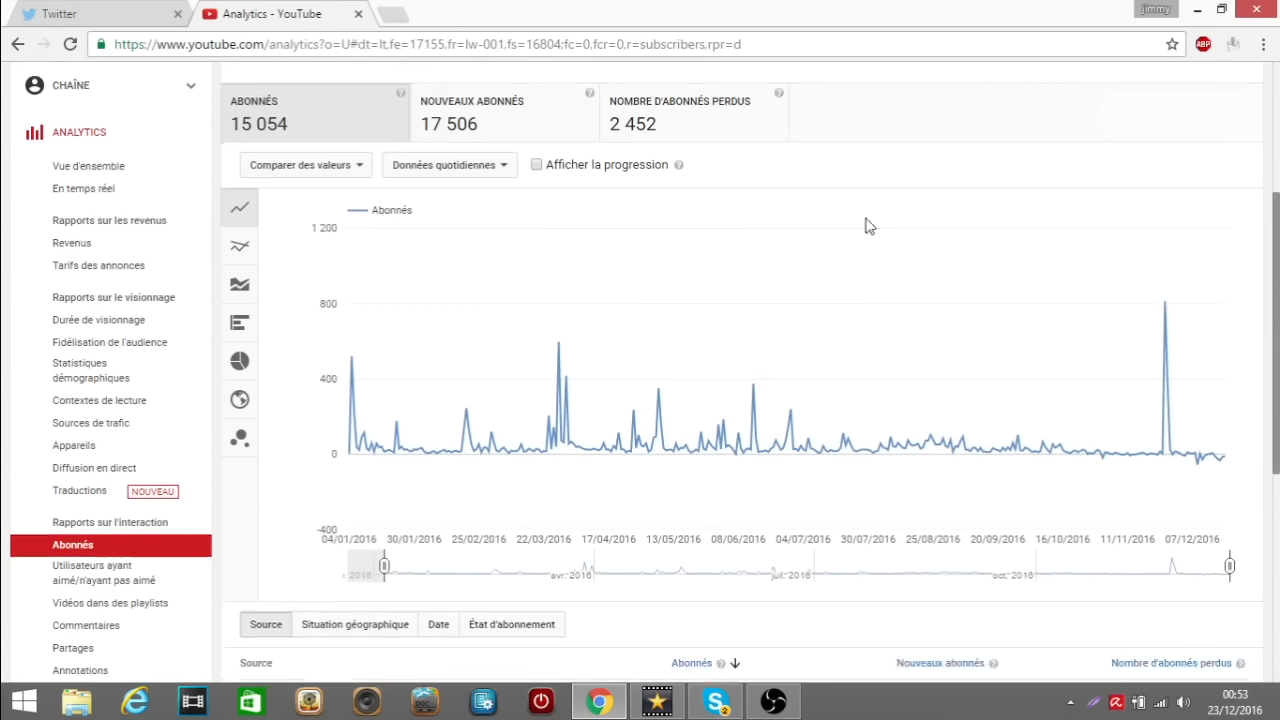 Twitter
Analytics - YouTube
jimmy
https://www.youtube.com/analytics?o=U#dt=lt,fe=17155,fr=lw-001,fs=16804;fc=0,fcr=0,r=subscribers,rpr=d
ABP
CHAÎNE
ANALYTICS
Vue d'ensemble
En temps réel
Rapports sur les revenus
Revenus
Tarifs des annonces
Rapports sur le visionnage
Durée de visionnage
Fidélisation de l'audience
Statistiques
démographiques
Contextes de lecture
Sources de trafic
Appareils
Diffusion en direct
Traductions NOUVEAU
Rapports sur l'interaction
Abonnés
Utilisateurs ayant
aimé/n'ayant pas aimé
Vidéos dans des playlists
Commentaires
Partages
Annotations
ABONNÉS
15 054
NOUVEAUX ABONNÉS
17 506
NOMBRE D'ABONNÉS PERDUS
2 452
Comparer des valeurs
Données quotidiennes
Afficher la progression
Abonnés
1 200
800
400
0
-400
04/01/2016 30/01/2016 25/02/2016 22/03/2016 17/04/2016 13/05/2016 08/06/2016 04/07/2016 30/07/2016 25/08/2016 20/09/2016 16/10/2016 11/11/2016 07/12/2016
2016 avr. 2016 juil. 2016 oct. 2016
Source Situation géographique Date État d'abonnement
Source Abonnés Nouveaux abonnés Nombre d'abonnés perdus
2
00:53
23/12/2016